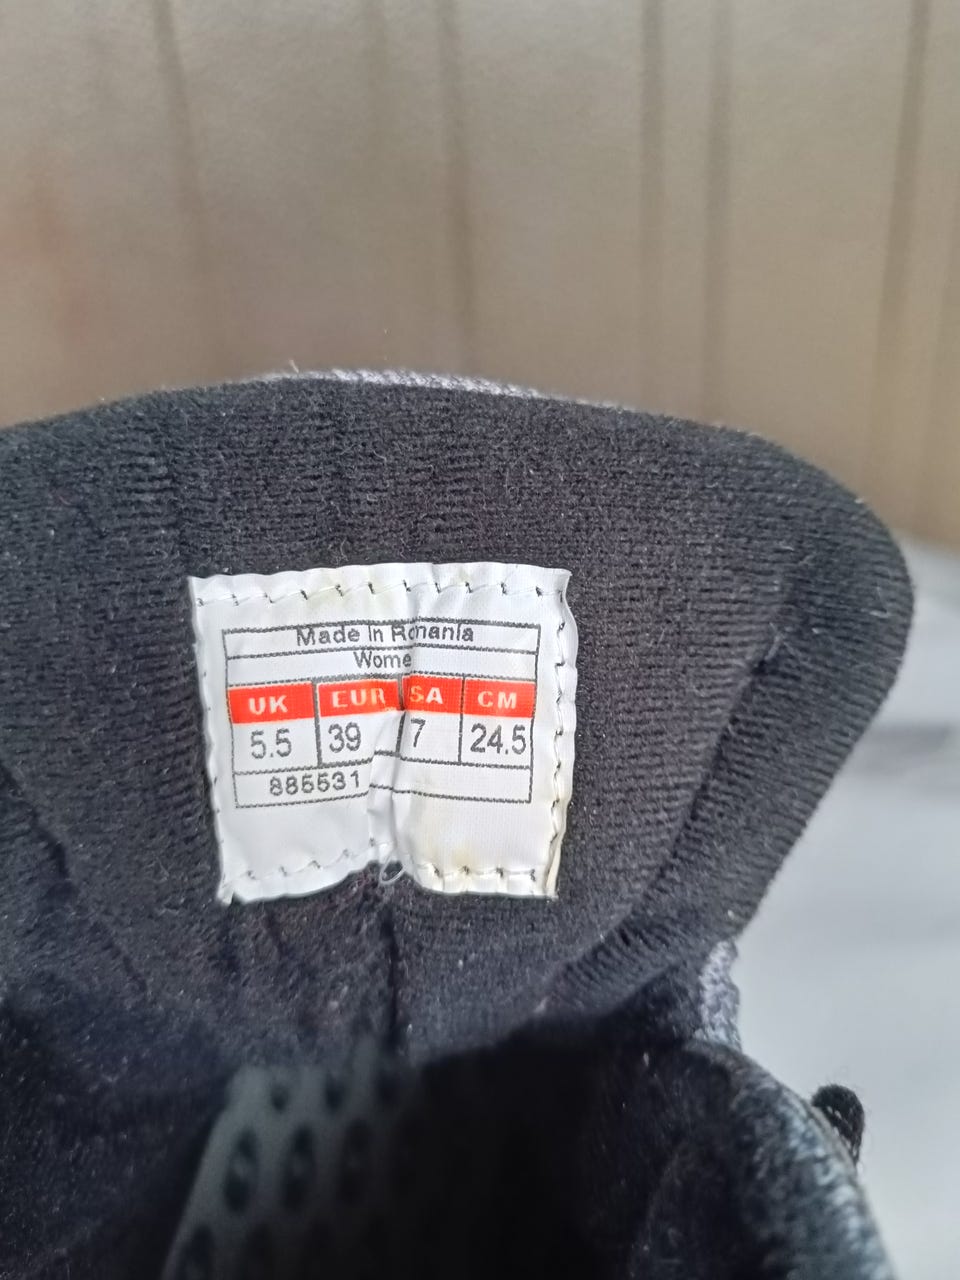 Made In Romania
Wome
UK EUR SA CM
5.5 39 7 24.5
885531